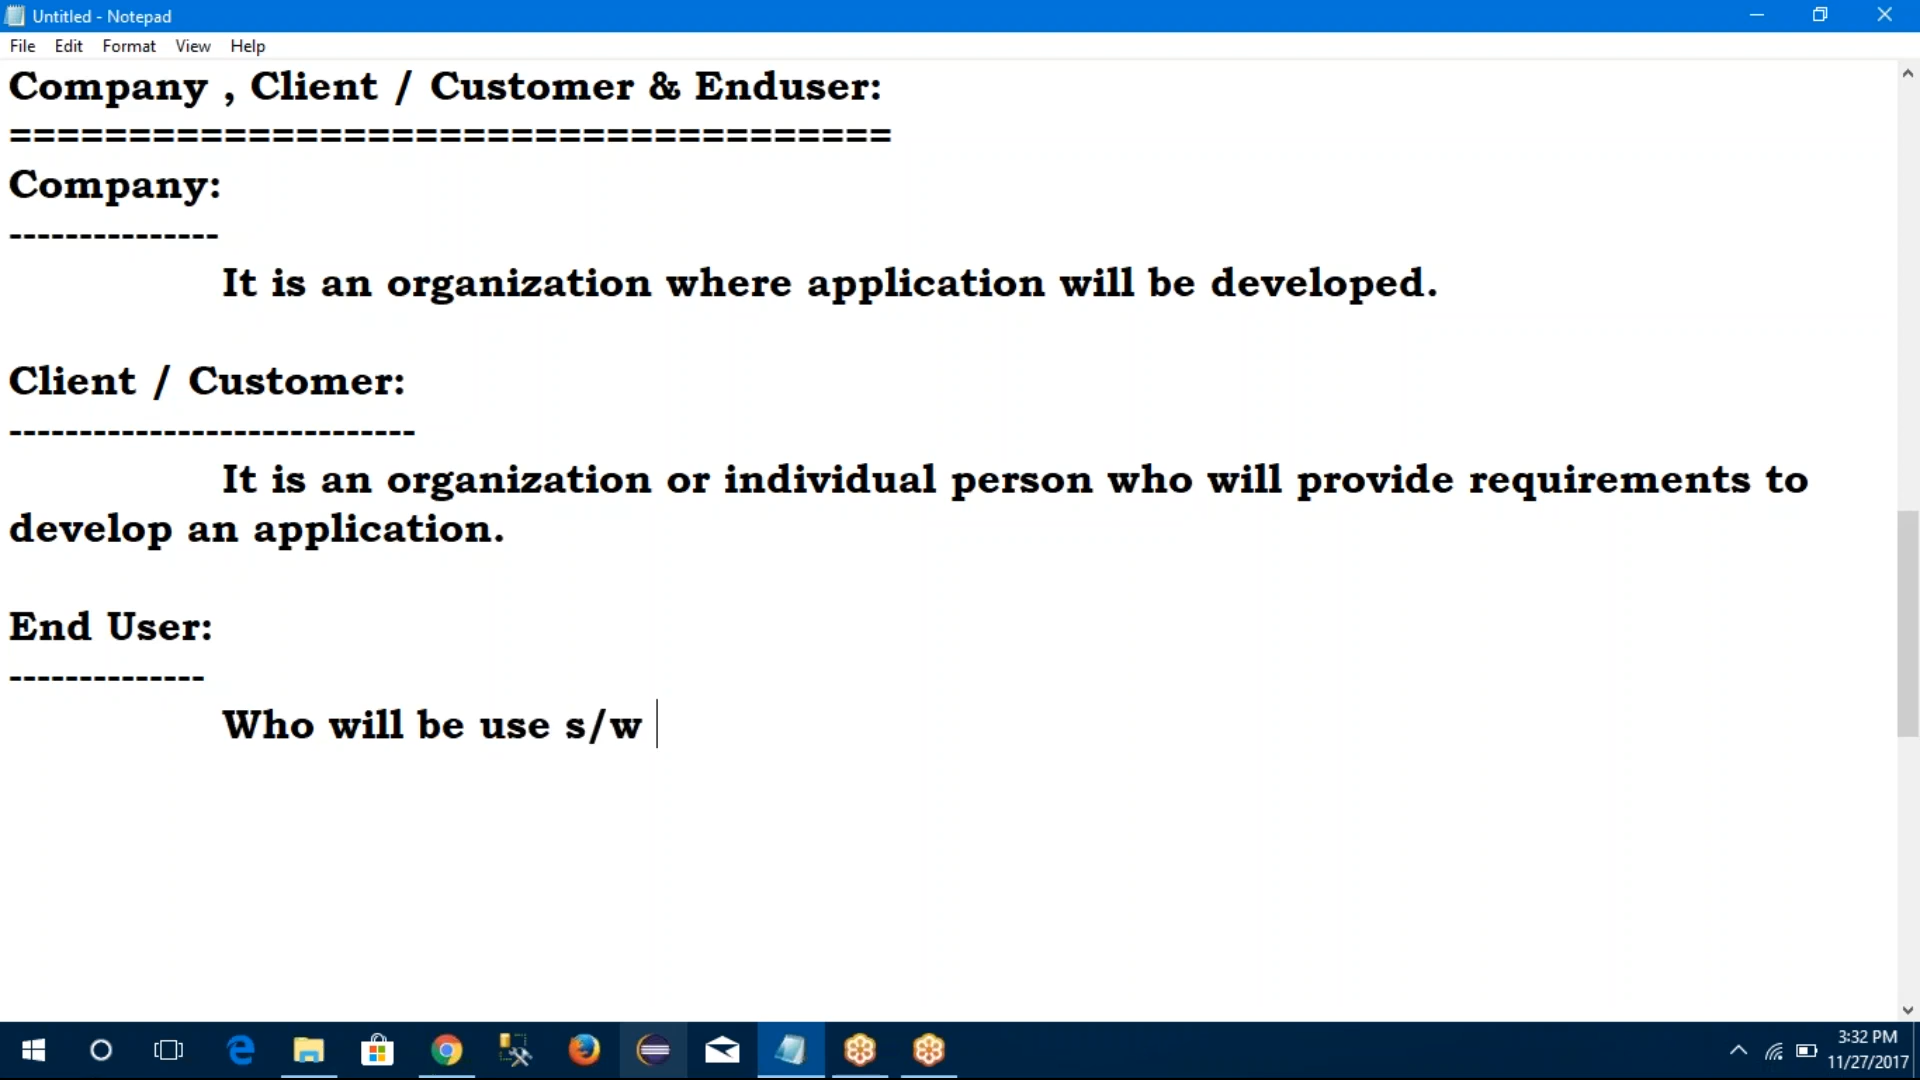 Untitled - Notepad
File Edit Format View Help
Company , Client / Customer & Enduser:
=====================================
Company:
---------------
It is an organization where application will be developed.
Client / Customer:
-----------------------------
It is an organization or individual person who will provide requirements to
develop an application.
End User:
--------------
Who will be use s/w
3:32 PM
11/27/2017